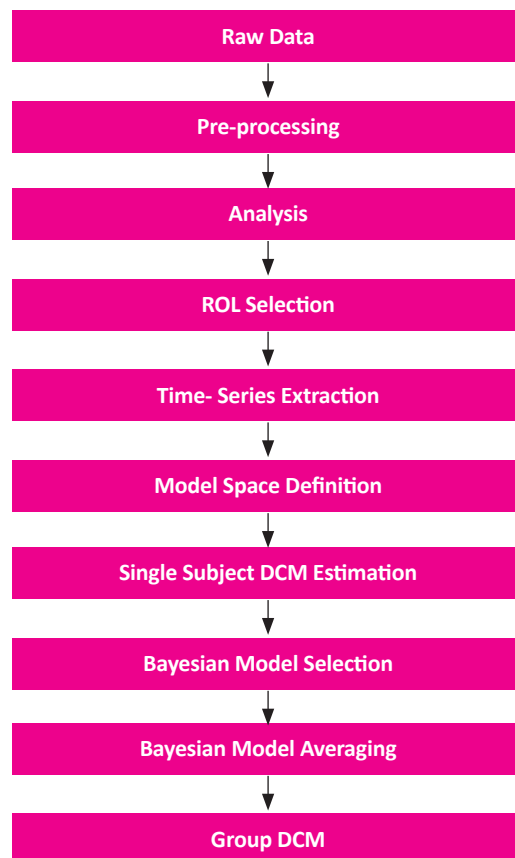 Raw Data
Pre-processing
Analysis
ROL Selection
Time- Series Extraction
Model Space Definition
Single Subject DCM Estimation
Bayesian Model Selection
Bayesian Model Averaging
Group DCM